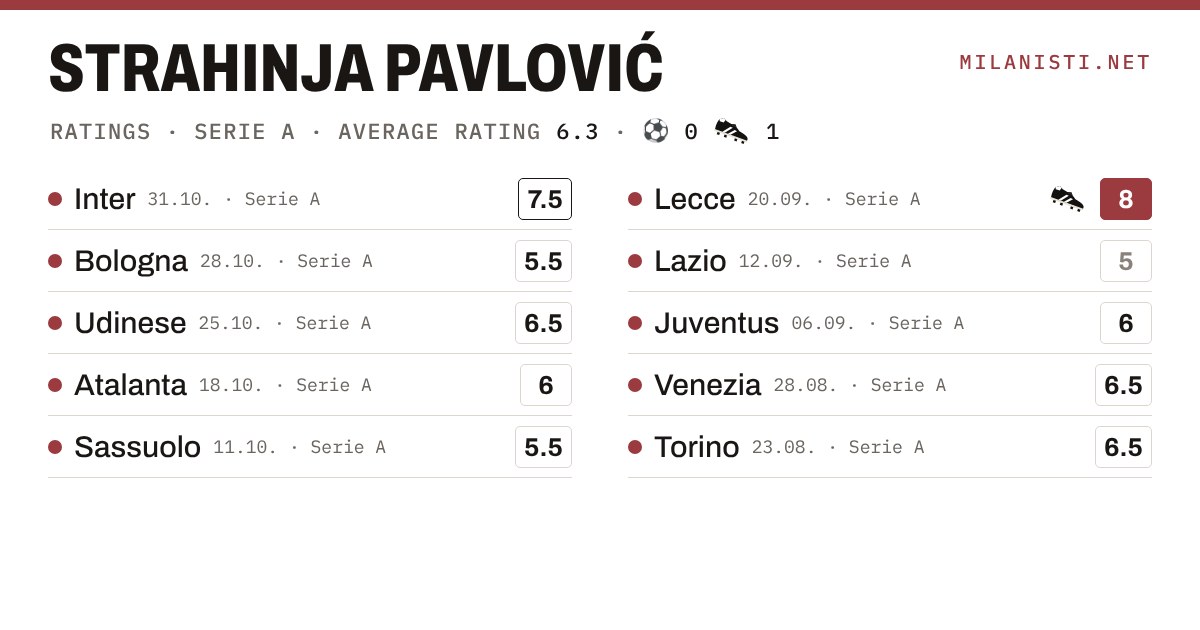 STRAHINJA PAVLOVIĆ
MILANISTI.NET
RATINGS · SERIE A · AVERAGE RATING 6.3 · ⚽ 0 1
Inter 31.10. · Serie A 7.5
Bologna 28.10. · Serie A 5.5
Udinese 25.10. · Serie A 6.5
Atalanta 18.10. · Serie A 6
Sassuolo 11.10. · Serie A 5.5
Lecce 20.09. · Serie A 8
Lazio 12.09. · Serie A 5
Juventus 06.09. · Serie A 6
Venezia 28.08. · Serie A 6.5
Torino 23.08. · Serie A 6.5